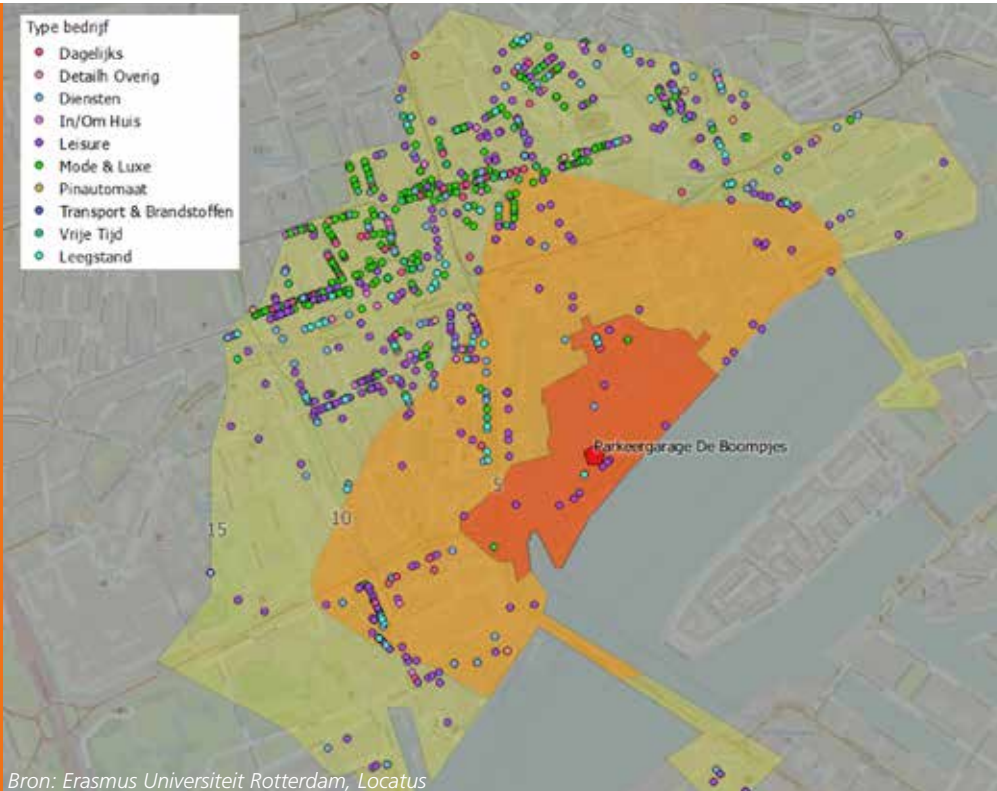 Type bedrijf
Dagelijks
Detailh Overig
Diensten
In/Om Huis
Leisure
Mode & Luxe
Pinautomaat
Transport & Brandstoffen
Vrije Tijd
Leegstand
Parkeergarage De Boompjes
5
10
15
Bron: Erasmus Universiteit Rotterdam, Locatus